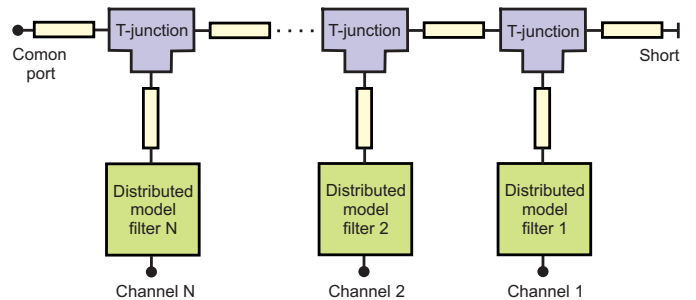 T-junction
T-junction
T-junction
Comon
port
Short
Distributed
model
filter N
Distributed
model
filter 2
Distributed
model
filter 1
Channel N
Channel 2
Channel 1